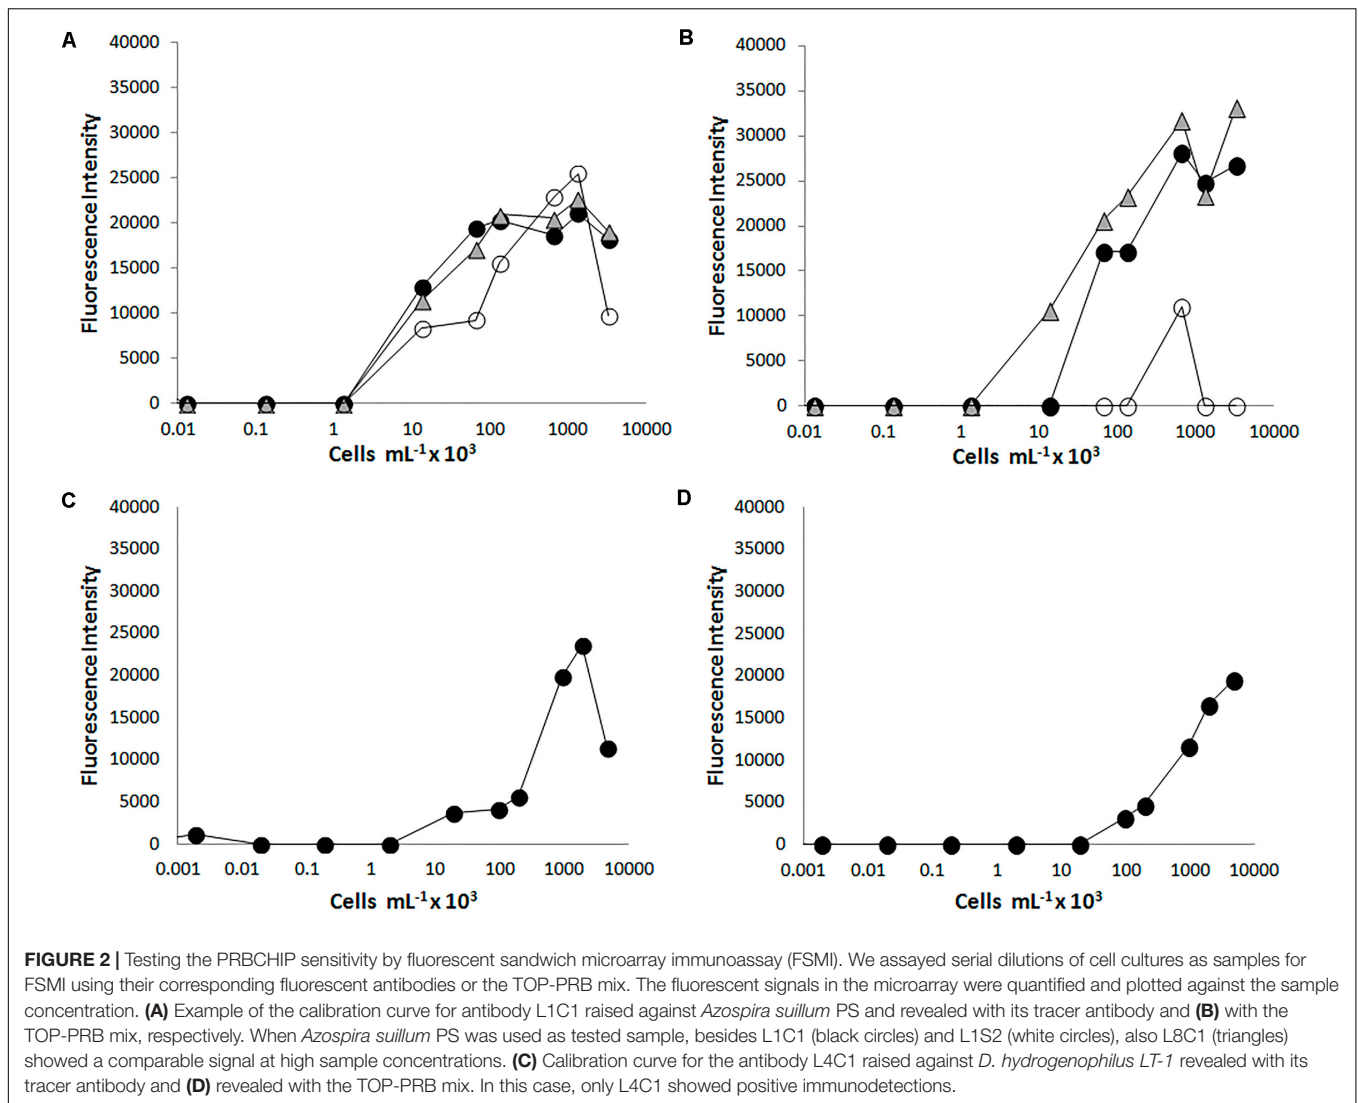 A
40000
35000
30000
25000
20000
15000
10000
5000
0
Fluorescence Intensity
0.01 0.1 1 10 100 1000 10000
Cells mL-1 x 10³
B
40000
35000
30000
25000
20000
15000
10000
5000
0
Fluorescence Intensity
0.01 0.1 1 10 100 1000 10000
Cells mL-1 x 10³
C
40000
35000
30000
25000
20000
15000
10000
5000
0
Fluorescence Intensity
0.001 0.01 0.1 1 10 100 1000 10000
Cells mL-1 x 10³
D
40000
35000
30000
25000
20000
15000
10000
5000
0
Fluorescence Intensity
0.001 0.01 0.1 1 10 100 1000 10000
Cells mL-1 x 10³
FIGURE 2 | Testing the PRBCHIP sensitivity by fluorescent sandwich microarray immunoassay (FSMI). We assayed serial dilutions of cell cultures as samples for
FSMI using their corresponding fluorescent antibodies or the TOP-PRB mix. The fluorescent signals in the microarray were quantified and plotted against the sample
concentration. (A) Example of the calibration curve for antibody L1C1 raised against Azospira suillum PS and revealed with its tracer antibody and (B) with the
TOP-PRB mix, respectively. When Azospira suillum PS was used as tested sample, besides L1C1 (black circles) and L1S2 (white circles), also L8C1 (triangles)
showed a comparable signal at high sample concentrations. (C) Calibration curve for the antibody L4C1 raised against D. hydrogenophilus LT-1 revealed with its
tracer antibody and (D) revealed with the TOP-PRB mix. In this case, only L4C1 showed positive immunodetections.